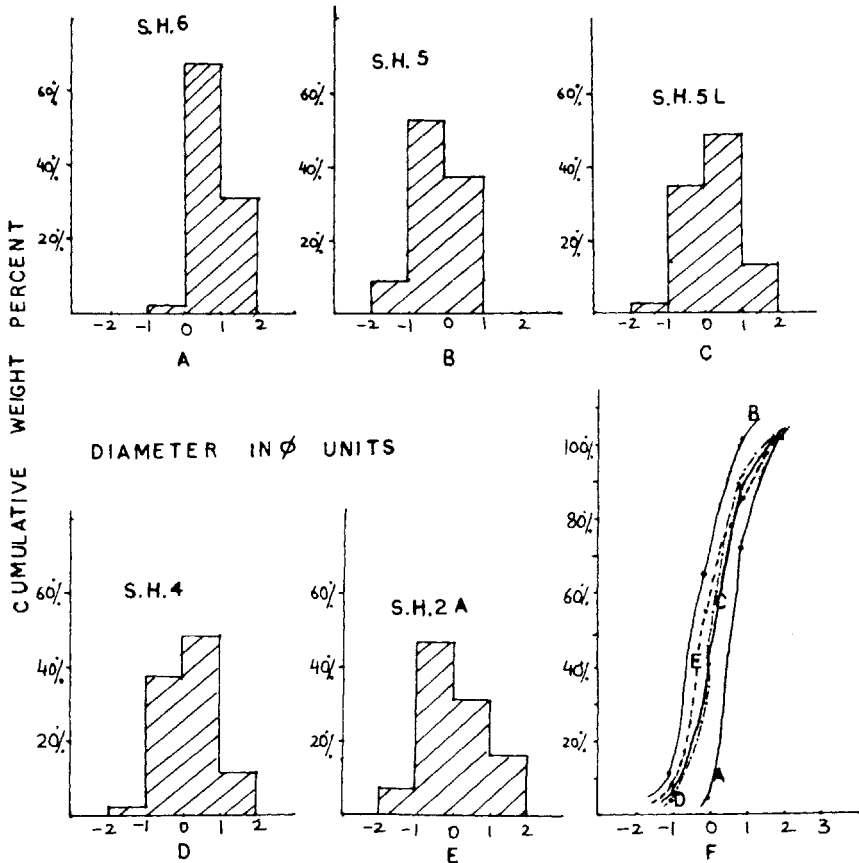 CUMULATIVE WEIGHT PERCENT
S.H.6
60%
40%
20%
-2 -1 0 1 2
A
S.H.5
60%
40%
20%
-2 -1 0 1
B
S.H.5L
60%
40%
20%
-2 -1 0 1 2
C
DIAMETER IN Ø UNITS
S.H.4
60%
40%
20%
-2 -1 0 1 2
D
S.H.2A
60%
40%
20%
-2 -1 0 1 2
E
100%
80%
60%
40%
20%
B
C
E
A
D
-2 -1 0 1 2 3
F